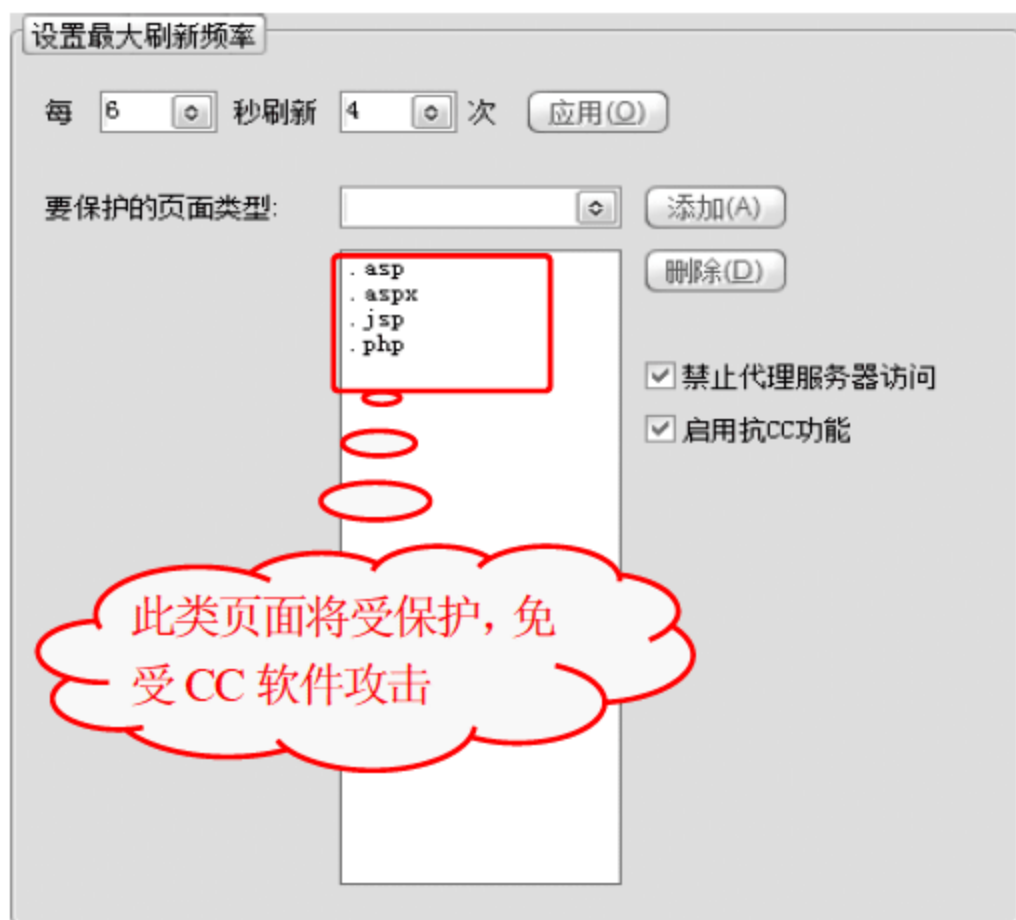 设置最大刷新频率
每 6 秒刷新 4 次 应用(O)
要保护的页面类型: 添加(A)
.asp
.aspx
.jsp
.php
删除(D)
禁止代理服务器访问
启用抗CC功能
此类页面将受保护，免
受 CC 软件攻击